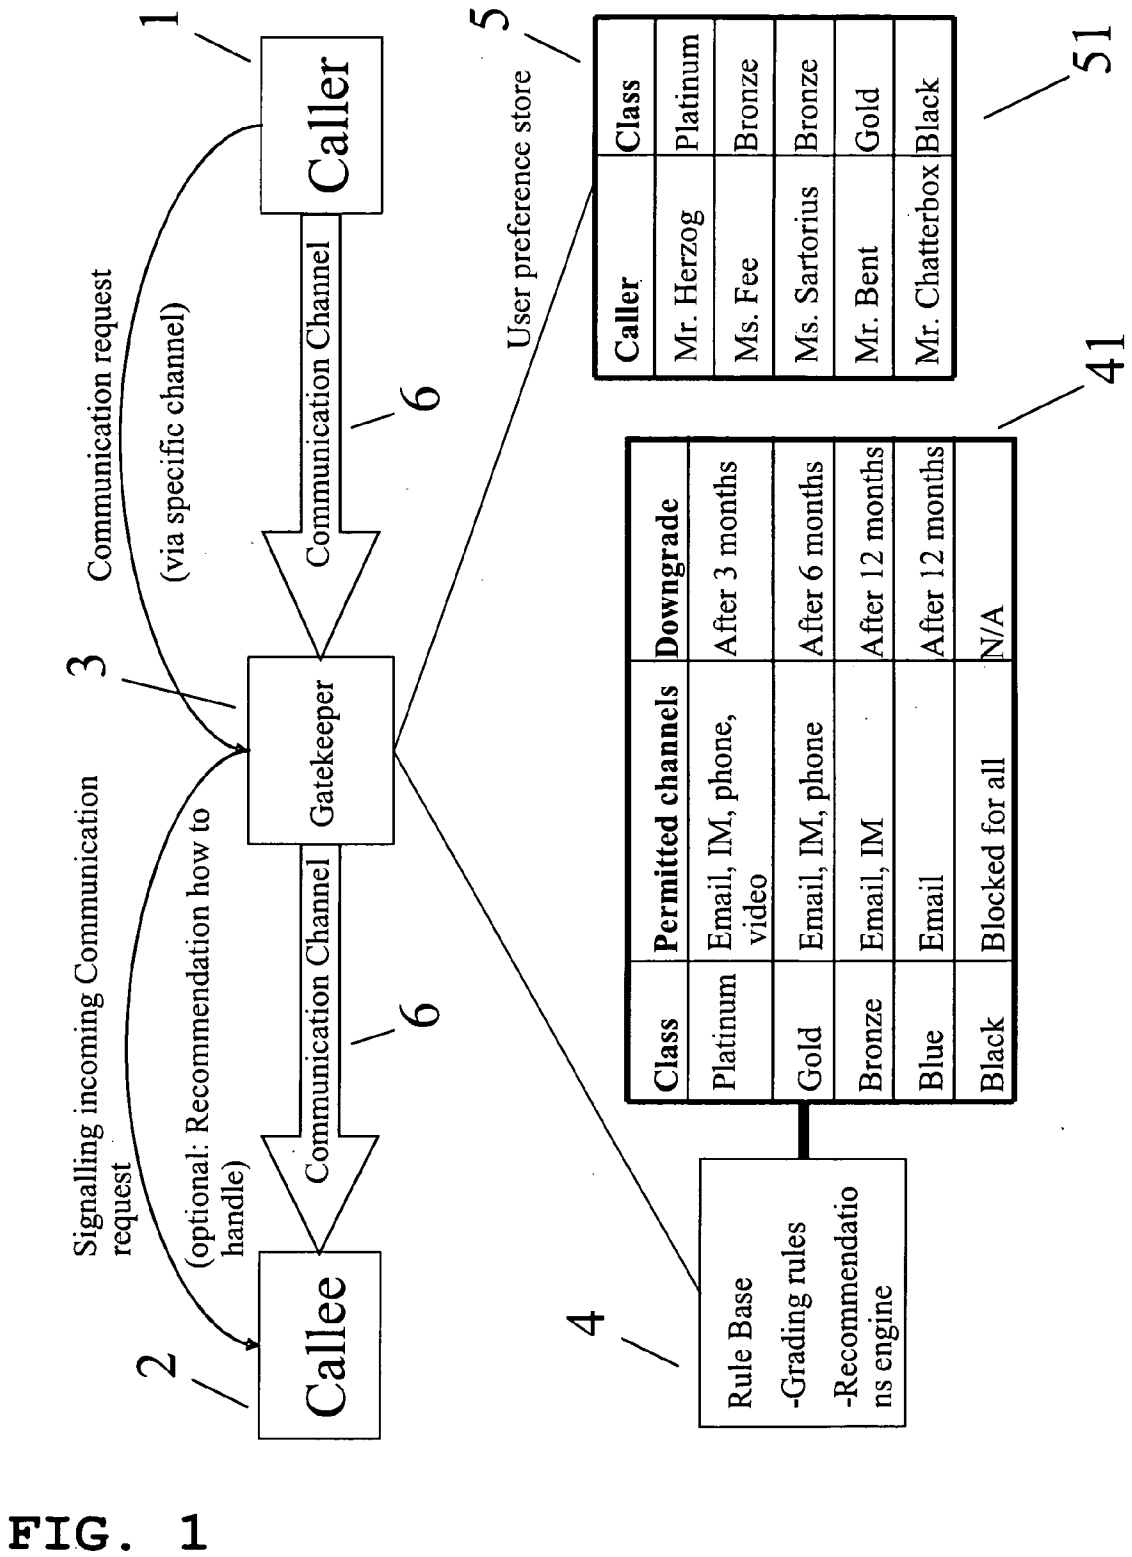 1
Caller
Communication request
(via specific channel)
Communication Channel
6
3
Gatekeeper
Signalling incoming Communication
request
(optional: Recommendation how to
handle)
Communication Channel
6
2
Callee
User preference store
5
Caller Class
Mr. Herzog Platinum
Ms. Fee Bronze
Ms. Sartorius Bronze
Mr. Bent Gold
Mr. Chatterbox Black
51
4
Rule Base
-Grading rules
-Recommendatio
ns engine
Class Permitted channels Downgrade
Platinum Email, IM, phone, After 3 months
video
Gold Email, IM, phone After 6 months
Bronze Email, IM After 12 months
Blue Email After 12 months
Black Blocked for all N/A
41
FIG. 1